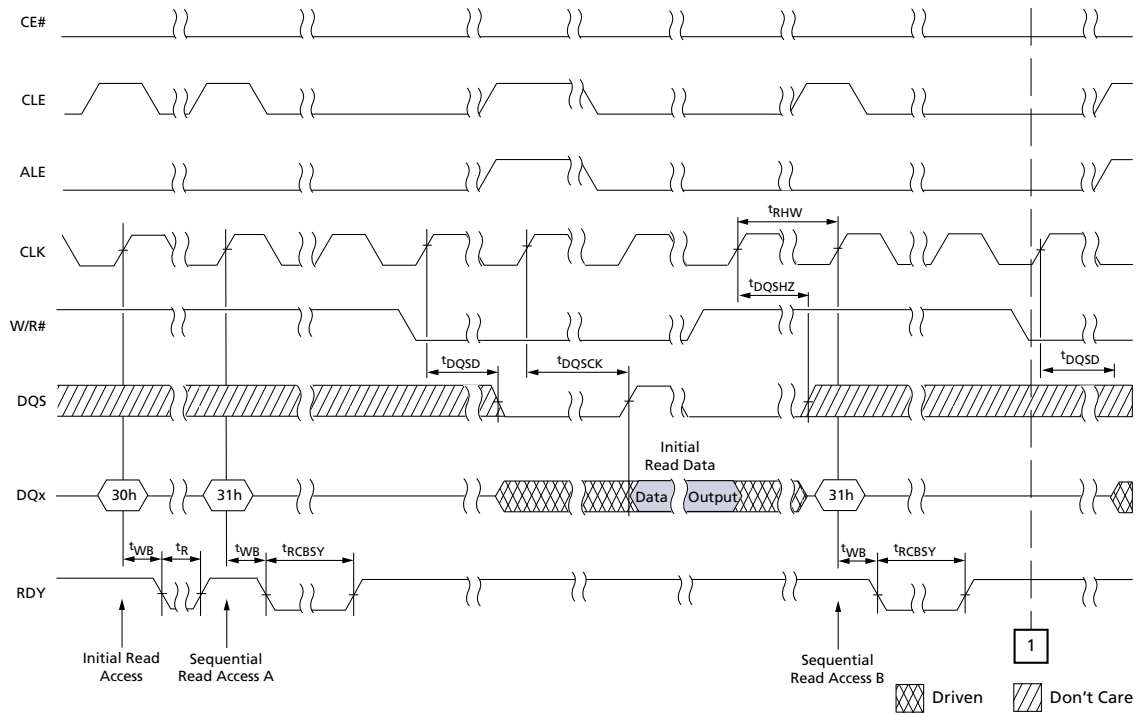 CE#
CLE
ALE
tRHW
CLK
tDQSHZ
W/R#
tDQSD
tDQSCK
tDQSD
DQS
Initial
Read Data
DQx
30h
31h
Data
Output
31h
tWB
tR
tWB
tRCBSY
tWB
tRCBSY
RDY
Initial Read
Access
Sequential
Read Access A
Sequential
Read Access B
1
Driven
Don't Care